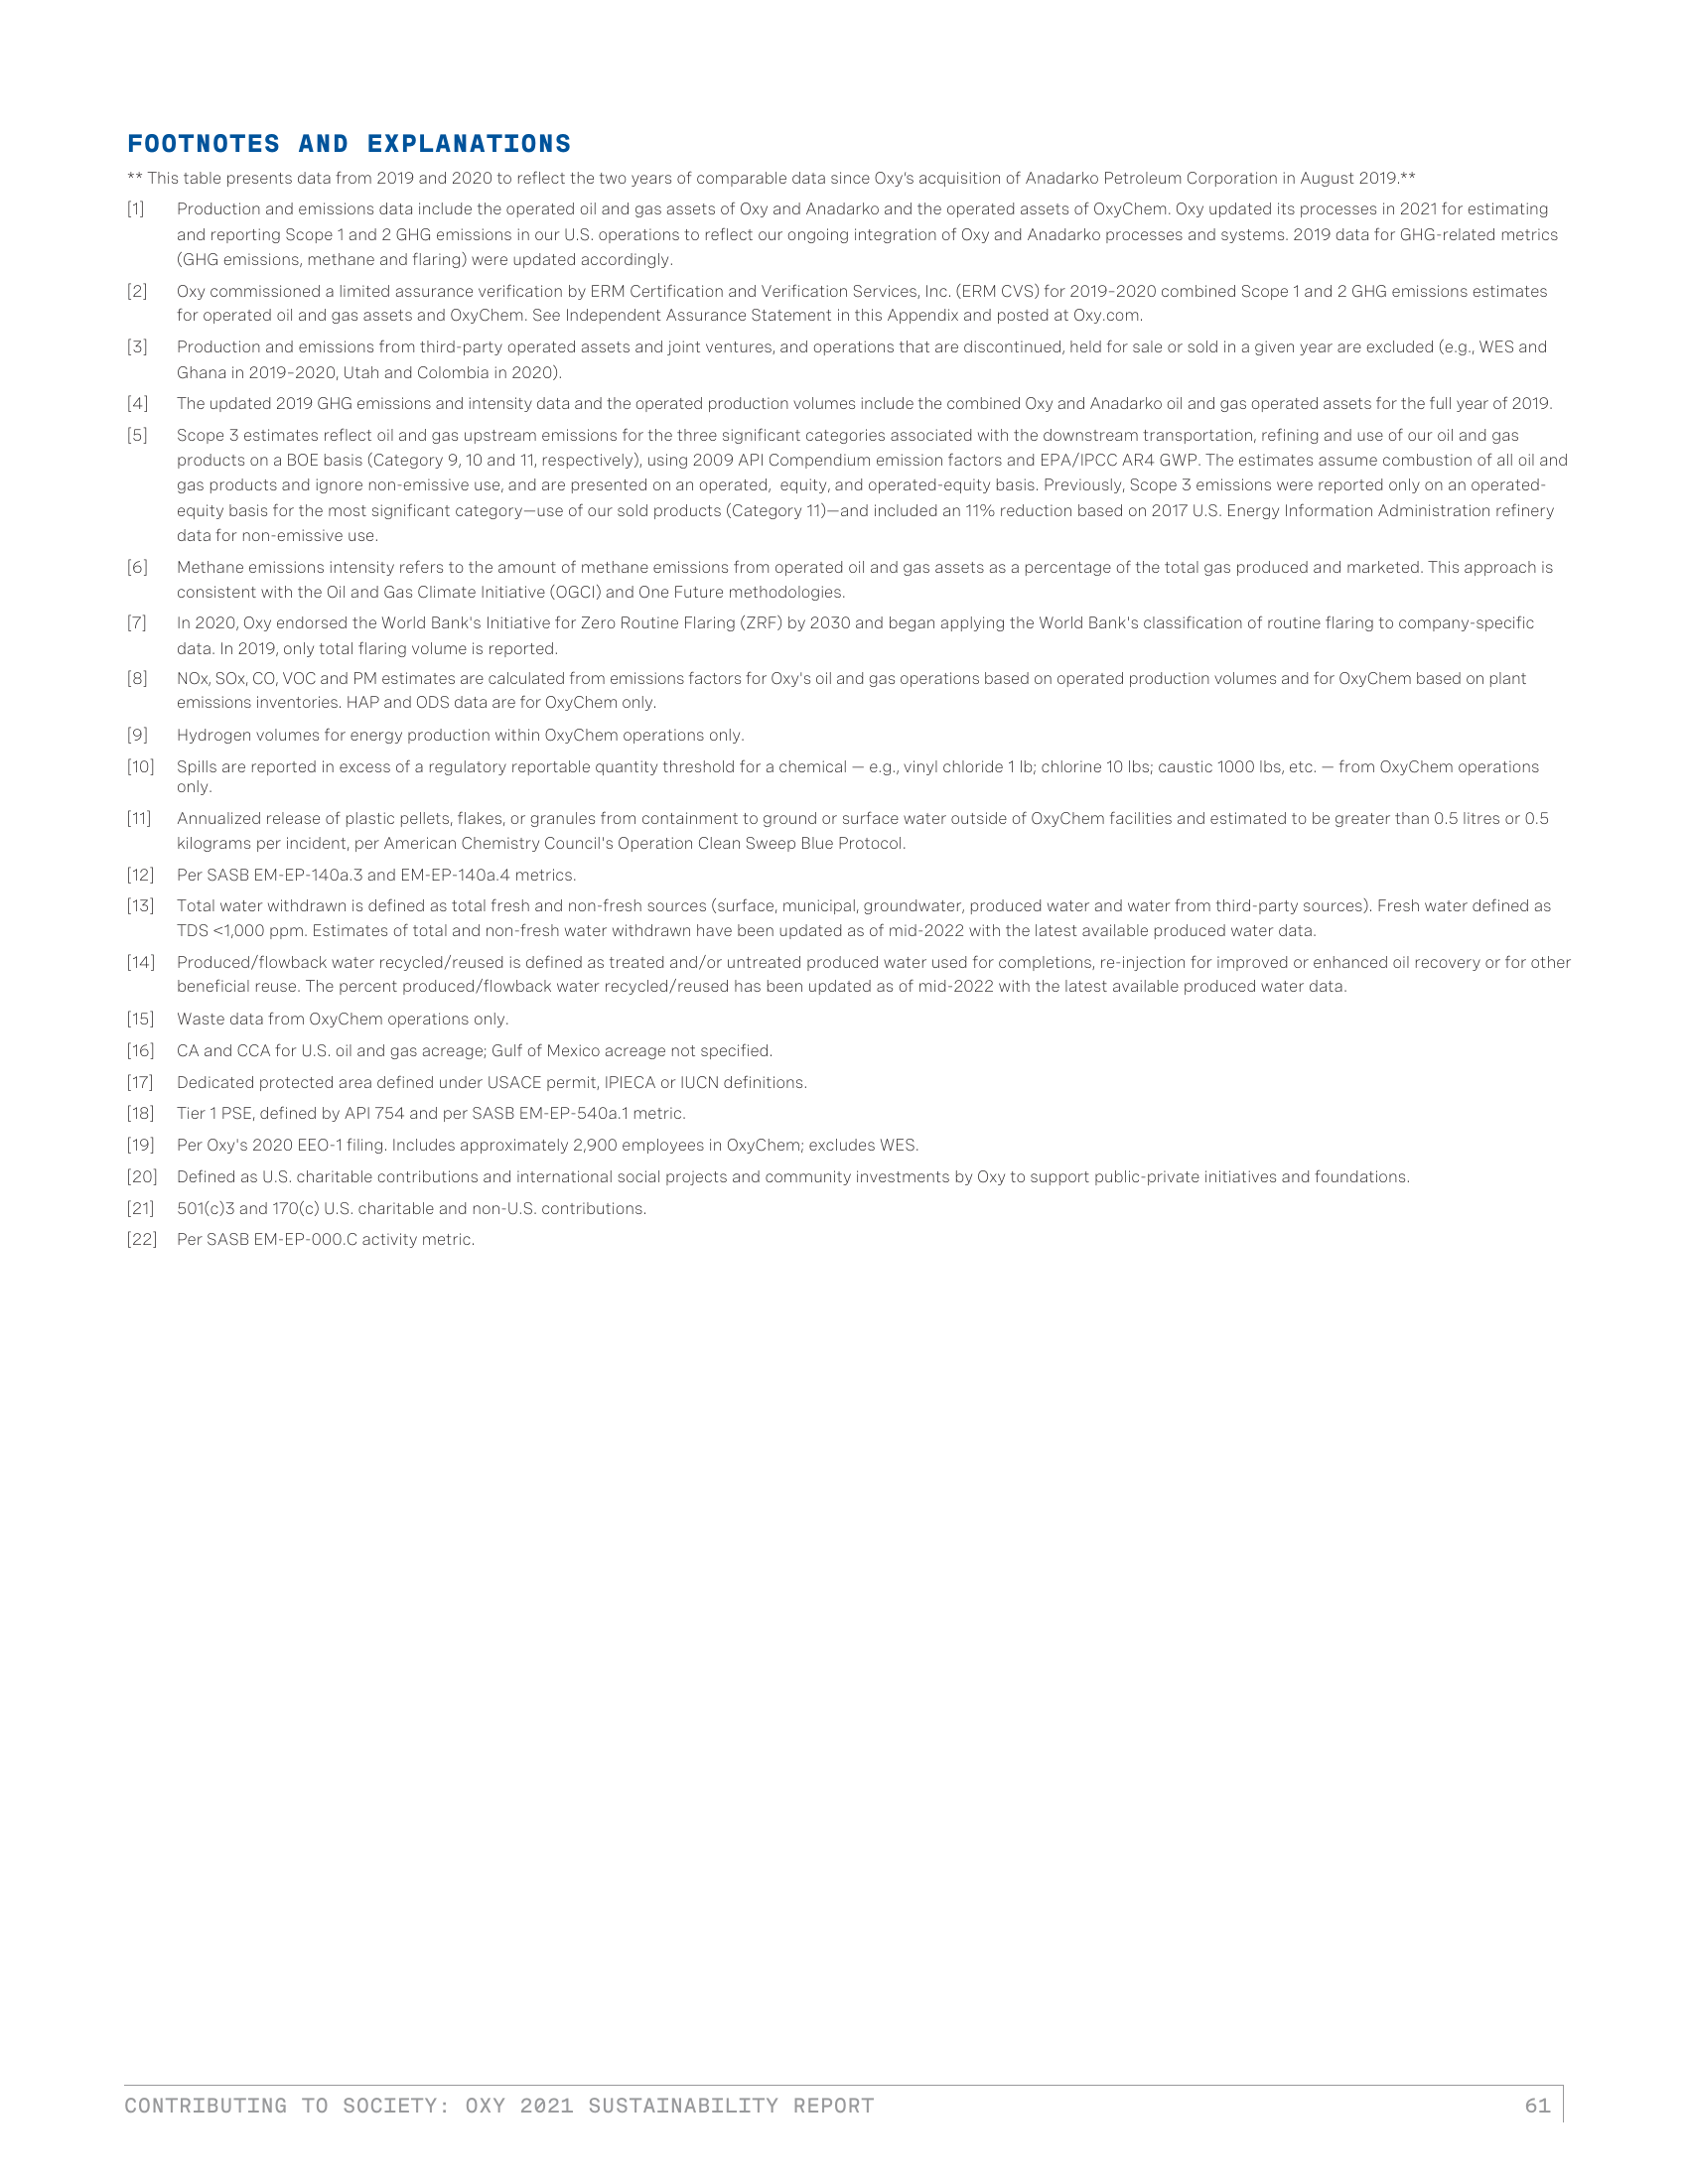 FOOTNOTES AND EXPLANATIONS
** This table presents data from 2019 and 2020 to reflect the two years of comparable data since Oxy's acquisition of Anadarko Petroleum Corporation in August 2019.**
[1] Production and emissions data include the operated oil and gas assets of Oxy and Anadarko and the operated assets of OxyChem. Oxy updated its processes in 2021 for estimating
and reporting Scope 1 and 2 GHG emissions in our U.S. operations to reflect our ongoing integration of Oxy and Anadarko processes and systems. 2019 data for GHG-related metrics
(GHG emissions, methane and flaring) were updated accordingly.
[2] Oxy commissioned a limited assurance verification by ERM Certification and Verification Services, Inc. (ERM CVS) for 2019–2020 combined Scope 1 and 2 GHG emissions estimates
for operated oil and gas assets and OxyChem. See Independent Assurance Statement in this Appendix and posted at Oxy.com.
[3] Production and emissions from third-party operated assets and joint ventures, and operations that are discontinued, held for sale or sold in a given year are excluded (e.g., WES and
Ghana in 2019–2020, Utah and Colombia in 2020).
[4] The updated 2019 GHG emissions and intensity data and the operated production volumes include the combined Oxy and Anadarko oil and gas operated assets for the full year of 2019.
[5] Scope 3 estimates reflect oil and gas upstream emissions for the three significant categories associated with the downstream transportation, refining and use of our oil and gas
products on a BOE basis (Category 9, 10 and 11, respectively), using 2009 API Compendium emission factors and EPA/IPCC AR4 GWP. The estimates assume combustion of all oil and
gas products and ignore non-emissive use, and are presented on an operated, equity, and operated-equity basis. Previously, Scope 3 emissions were reported only on an operated-
equity basis for the most significant category—use of our sold products (Category 11)—and included an 11% reduction based on 2017 U.S. Energy Information Administration refinery
data for non-emissive use.
[6] Methane emissions intensity refers to the amount of methane emissions from operated oil and gas assets as a percentage of the total gas produced and marketed. This approach is
consistent with the Oil and Gas Climate Initiative (OGCI) and One Future methodologies.
[7] In 2020, Oxy endorsed the World Bank's Initiative for Zero Routine Flaring (ZRF) by 2030 and began applying the World Bank's classification of routine flaring to company-specific
data. In 2019, only total flaring volume is reported.
[8] NOx, SOx, CO, VOC and PM estimates are calculated from emissions factors for Oxy's oil and gas operations based on operated production volumes and for OxyChem based on plant
emissions inventories. HAP and ODS data are for OxyChem only.
[9] Hydrogen volumes for energy production within OxyChem operations only.
[10] Spills are reported in excess of a regulatory reportable quantity threshold for a chemical — e.g., vinyl chloride 1 lb; chlorine 10 lbs; caustic 1000 lbs, etc. — from OxyChem operations
only.
[11] Annualized release of plastic pellets, flakes, or granules from containment to ground or surface water outside of OxyChem facilities and estimated to be greater than 0.5 litres or 0.5
kilograms per incident, per American Chemistry Council's Operation Clean Sweep Blue Protocol.
[12] Per SASB EM-EP-140a.3 and EM-EP-140a.4 metrics.
[13] Total water withdrawn is defined as total fresh and non-fresh sources (surface, municipal, groundwater, produced water and water from third-party sources). Fresh water defined as
TDS <1,000 ppm. Estimates of total and non-fresh water withdrawn have been updated as of mid-2022 with the latest available produced water data.
[14] Produced/flowback water recycled/reused is defined as treated and/or untreated produced water used for completions, re-injection for improved or enhanced oil recovery or for other
beneficial reuse. The percent produced/flowback water recycled/reused has been updated as of mid-2022 with the latest available produced water data.
[15] Waste data from OxyChem operations only.
[16] CA and CCA for U.S. oil and gas acreage; Gulf of Mexico acreage not specified.
[17] Dedicated protected area defined under USACE permit, IPIECA or IUCN definitions.
[18] Tier 1 PSE, defined by API 754 and per SASB EM-EP-540a.1 metric.
[19] Per Oxy's 2020 EEO-1 filing. Includes approximately 2,900 employees in OxyChem; excludes WES.
[20] Defined as U.S. charitable contributions and international social projects and community investments by Oxy to support public-private initiatives and foundations.
[21] 501(c)3 and 170(c) U.S. charitable and non-U.S. contributions.
[22] Per SASB EM-EP-000.C activity metric.
CONTRIBUTING TO SOCIETY: OXY 2021 SUSTAINABILITY REPORT 61